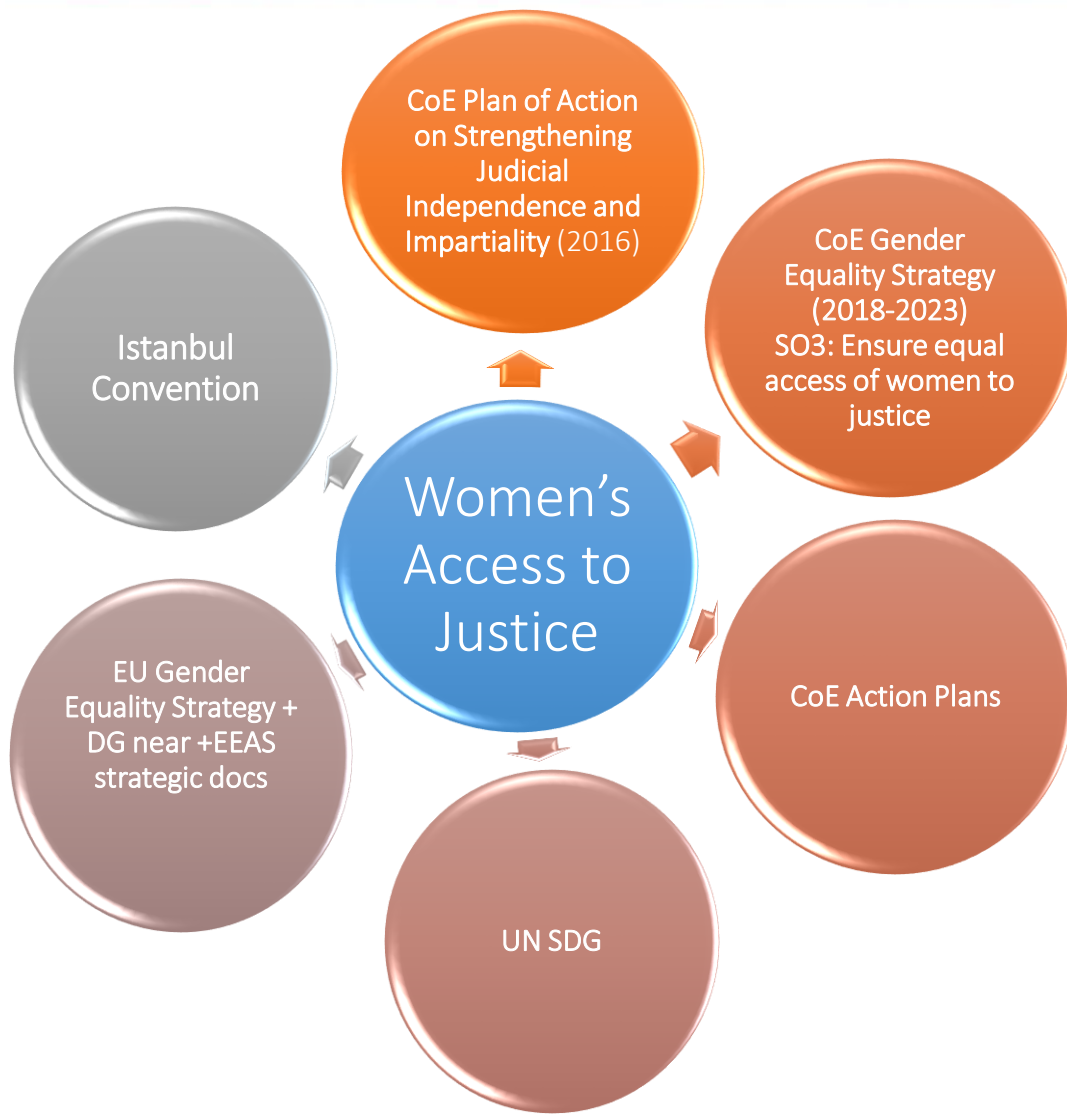 CoE Plan of Action
on Strengthening
Judicial
Independence and
Impartiality (2016)
CoE Gender
Equality Strategy
(2018-2023)
SO3: Ensure equal
access of women to
justice
CoE Action Plans
UN SDG
EU Gender
Equality Strategy +
DG near +EEAS
strategic docs
Istanbul
Convention
Women’s
Access to
Justice